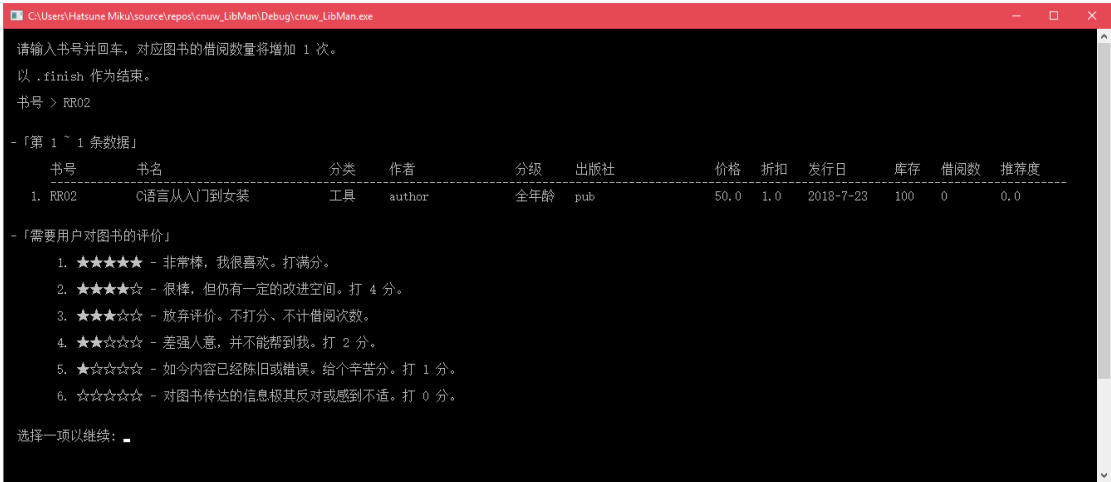 C:\Users\Hatsune Miku\source\repos\cnuw_LibMan\Debug\cnuw_LibMan.exe
请输入书号并回车，对应图书的借阅数量将增加 1 次。
以 .finish 作为结束。
书号 > RR02
-「第 1 ~ 1 条数据」
书号 书名 分类 作者 分级 出版社 价格 折扣 发行日 库存 借阅数 推荐度
1. RR02 C语言从入门到女装 工具 author 全年龄 pub 50.0 1.0 2018-7-23 100 0 0.0
-「需要用户对图书的评价」
1. ★★★★★ - 非常棒，我很喜欢。打满分。
2. ★★★★☆ - 很棒，但仍有一定的改进空间。打 4 分。
3. ★★★☆☆ - 放弃评价。不打分、不计借阅次数。
4. ★★☆☆☆ - 差强人意，并不能帮到我。打 2 分。
5. ★☆☆☆☆ - 如今内容已经陈旧或错误。给个辛苦分。打 1 分。
6. ☆☆☆☆☆ - 对图书传达的信息极其反对或感到不适。打 0 分。
选择一项以继续: